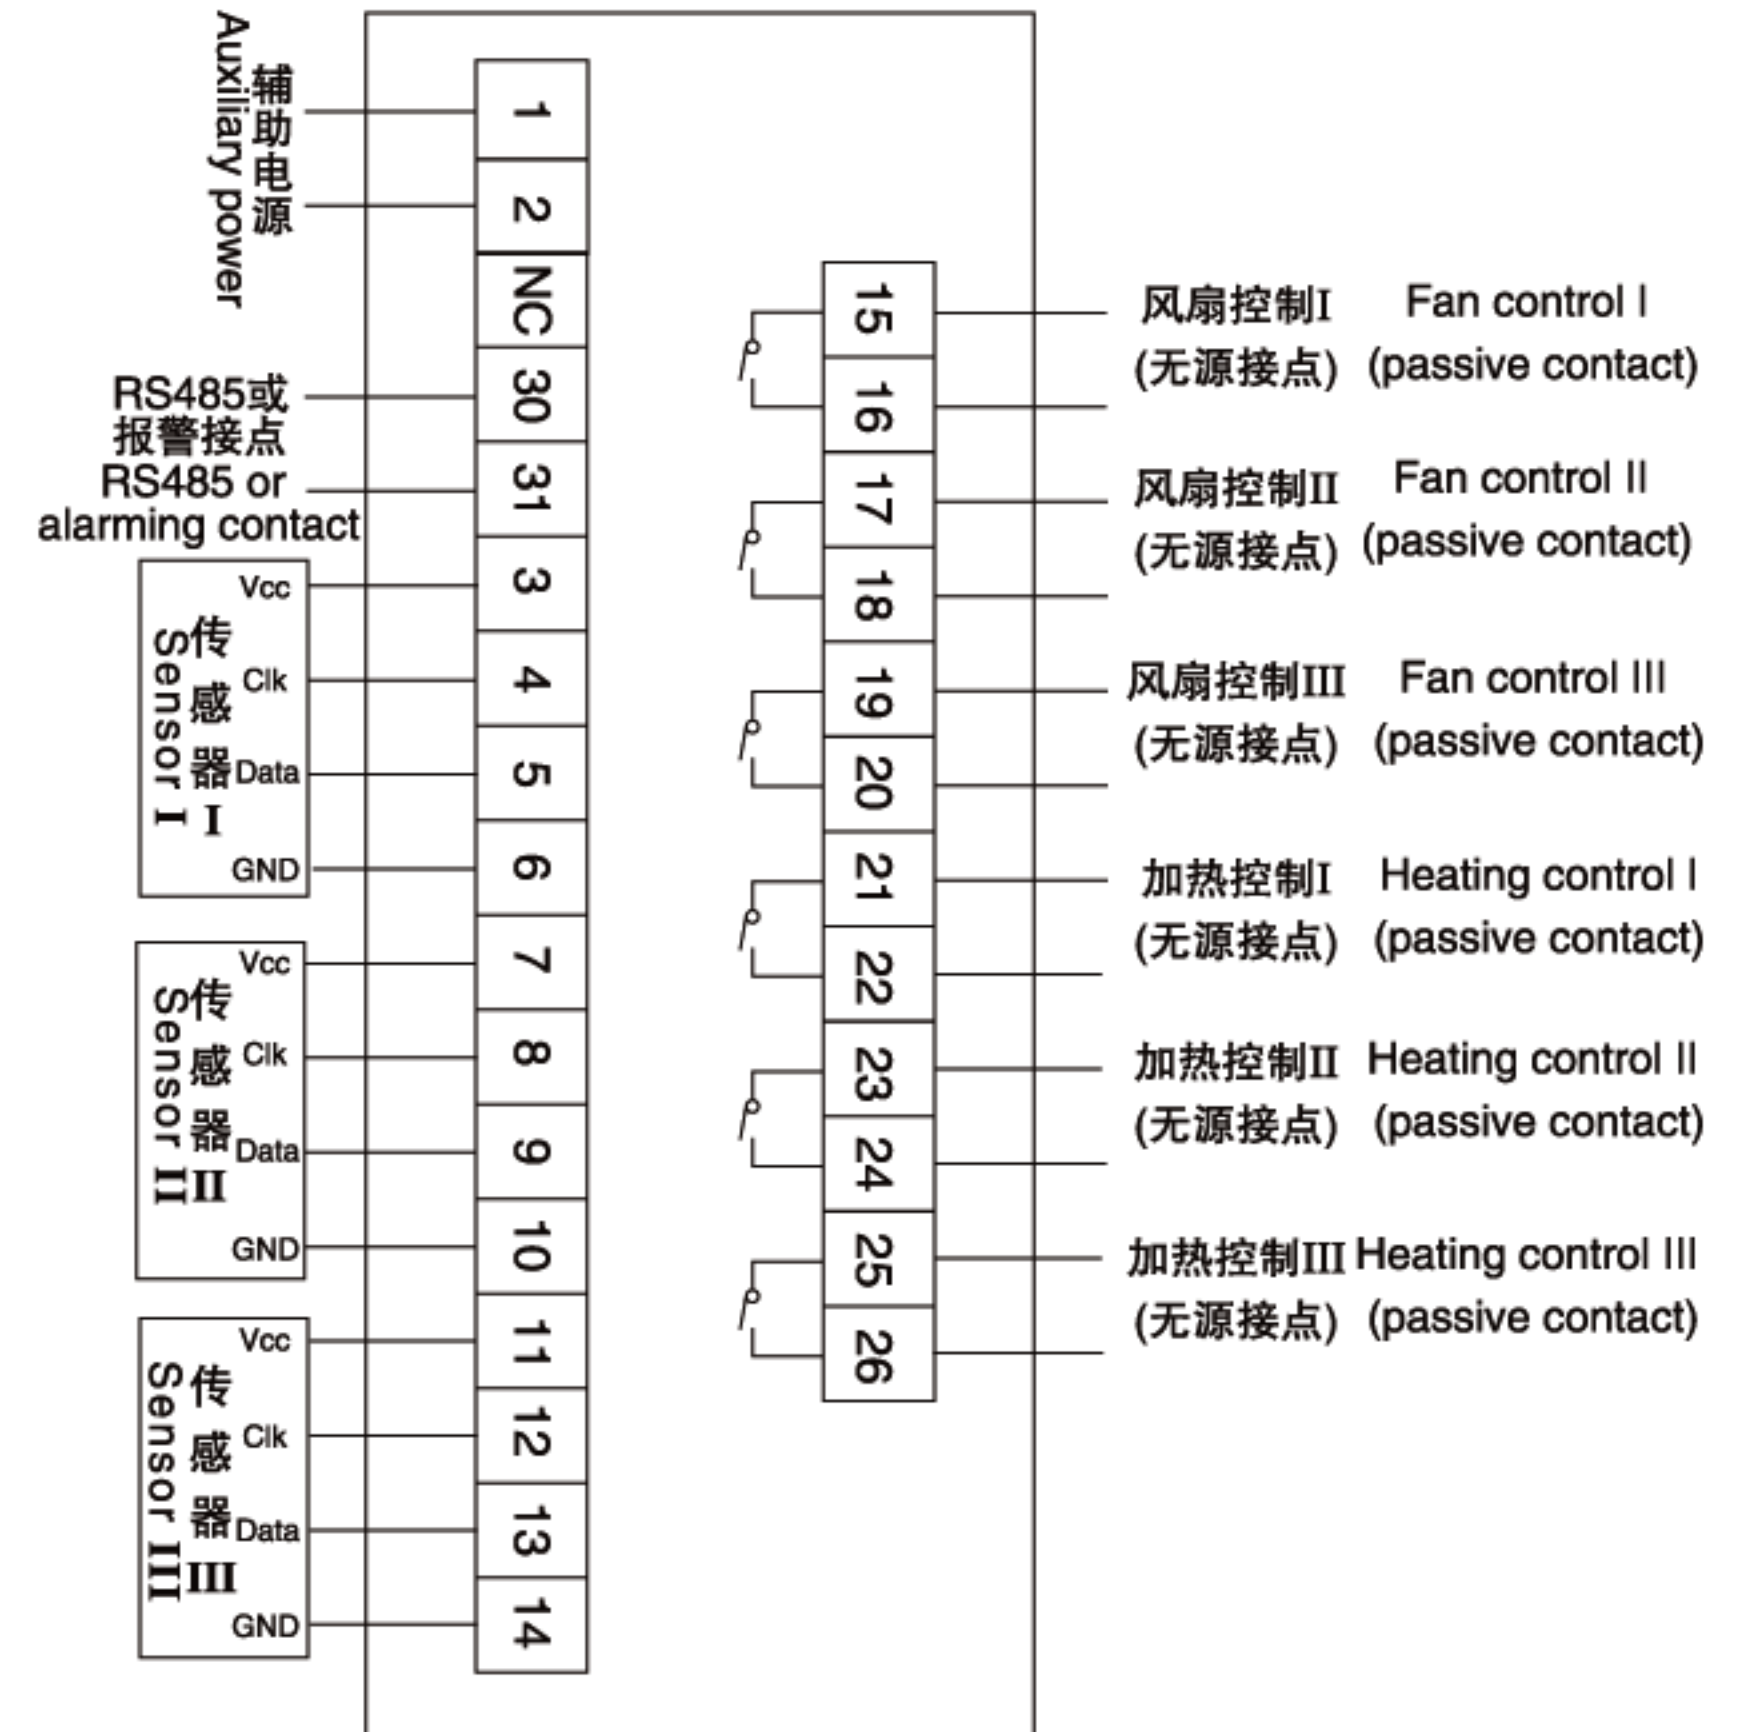 辅助电源
Auxiliary power
RS485或
报警接点
RS485 or
alarming contact
传感器 I
Sensor I
Vcc
Clk
Data
GND
传感器 II
Sensor II
Vcc
Clk
Data
GND
传感器 III
Sensor III
Vcc
Clk
Data
GND
1
2
NC
30
31
3
4
5
6
7
8
9
10
11
12
13
14
15
16
17
18
19
20
21
22
23
24
25
26
风扇控制I Fan control I
(无源接点) (passive contact)
风扇控制II Fan control II
(无源接点) (passive contact)
风扇控制III Fan control III
(无源接点) (passive contact)
加热控制I Heating control I
(无源接点) (passive contact)
加热控制II Heating control II
(无源接点) (passive contact)
加热控制III Heating control III
(无源接点) (passive contact)